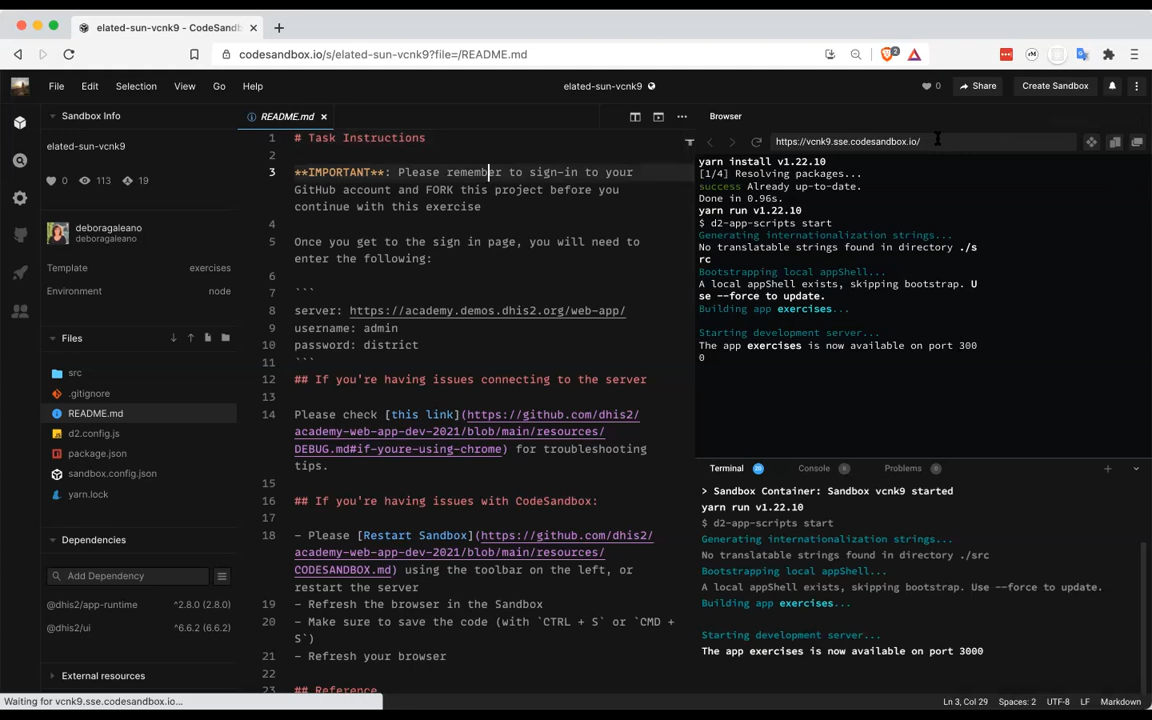 elated-sun-vcnk9 - CodeSandb
codesandbox.io/s/elated-sun-vcnk9?file=/README.md
2
File Edit Selection View Go Help
elated-sun-vcnk9
0
Share
Create Sandbox
Sandbox Info
elated-sun-vcnk9
0 113 19
deboragaleano
Template exercises
Environment node
Files
src
.gitignore
README.md
d2.config.js
package.json
sandbox.config.json
yarn.lock
Dependencies
Add Dependency
@dhis2/app-runtime ^2.8.0 (2.8.0)
@dhis2/ui ^6.6.2 (6.6.2)
External resources
README.md
1 # Task Instructions
2
3 **IMPORTANT**: Please remember to sign-in to your
GitHub account and FORK this project before you
continue with this exercise
4
5 Once you get to the sign in page, you will need to
enter the following:
6
7 ```
8 server: https://academy.demos.dhis2.org/web-app/
9 username: admin
10 password: district
11 ```
12 ## If you're having issues connecting to the server
13
14 Please check [this link](https://github.com/dhis2/
academy-web-app-dev-2021/blob/main/resources/
DEBUG.md#if-youre-using-chrome) for troubleshooting
tips.
15
16 ## If you're having issues with CodeSandbox:
17
18 - Please [Restart Sandbox](https://github.com/dhis2/
academy-web-app-dev-2021/blob/main/resources/
CODESANDBOX.md) using the toolbar on the left, or
restart the server
19 - Refresh the browser in the Sandbox
20 - Make sure to save the code (with `CTRL + S` or `CMD +
S`)
21 - Refresh your browser
22
23 ## Reference
Browser
https://vcnk9.sse.codesandbox.io/
yarn install v1.22.10
[1/4] Resolving packages...
success Already up-to-date.
Done in 0.96s.
yarn run v1.22.10
$ d2-app-scripts start
Generating internationalization strings...
No translatable strings found in directory ./s
rc
Bootstrapping local appShell...
A local appShell exists, skipping bootstrap. U
se --force to update.
Building app exercises...
Starting development server...
The app exercises is now available on port 300
0
Terminal 20 Console 0 Problems 0
> Sandbox Container: Sandbox vcnk9 started
yarn run v1.22.10
$ d2-app-scripts start
Generating internationalization strings...
No translatable strings found in directory ./src
Bootstrapping local appShell...
A local appShell exists, skipping bootstrap. Use --force to update.
Building app exercises...
Starting development server...
The app exercises is now available on port 3000
Waiting for vcnk9.sse.codesandbox.io...
Ln 3, Col 29 Spaces: 2 UTF-8 LF Markdown